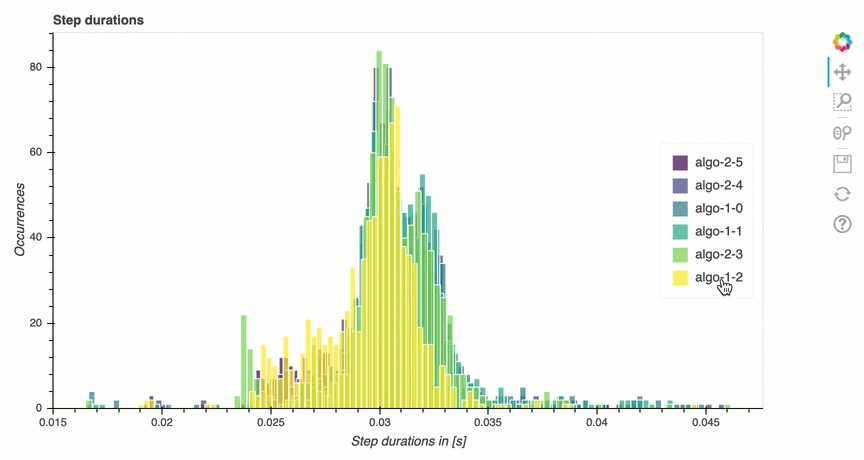 Step durations
80
60
40
20
0
Occurrences
0.015
0.02
0.025
0.03
0.035
0.04
0.045
Step durations in [s]
algo-2-5
algo-2-4
algo-1-0
algo-1-1
algo-2-3
algo-1-2